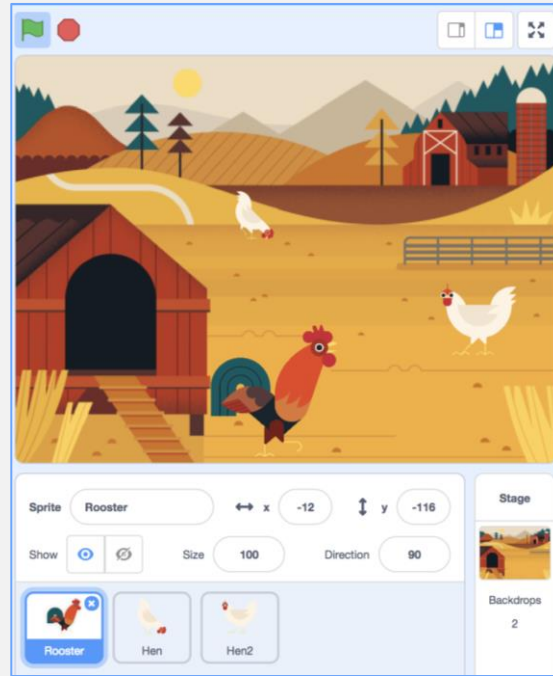 Sprite Rooster x -12 y -116
Show Size 100 Direction 90
Stage
Backdrops
2
Rooster Hen Hen2